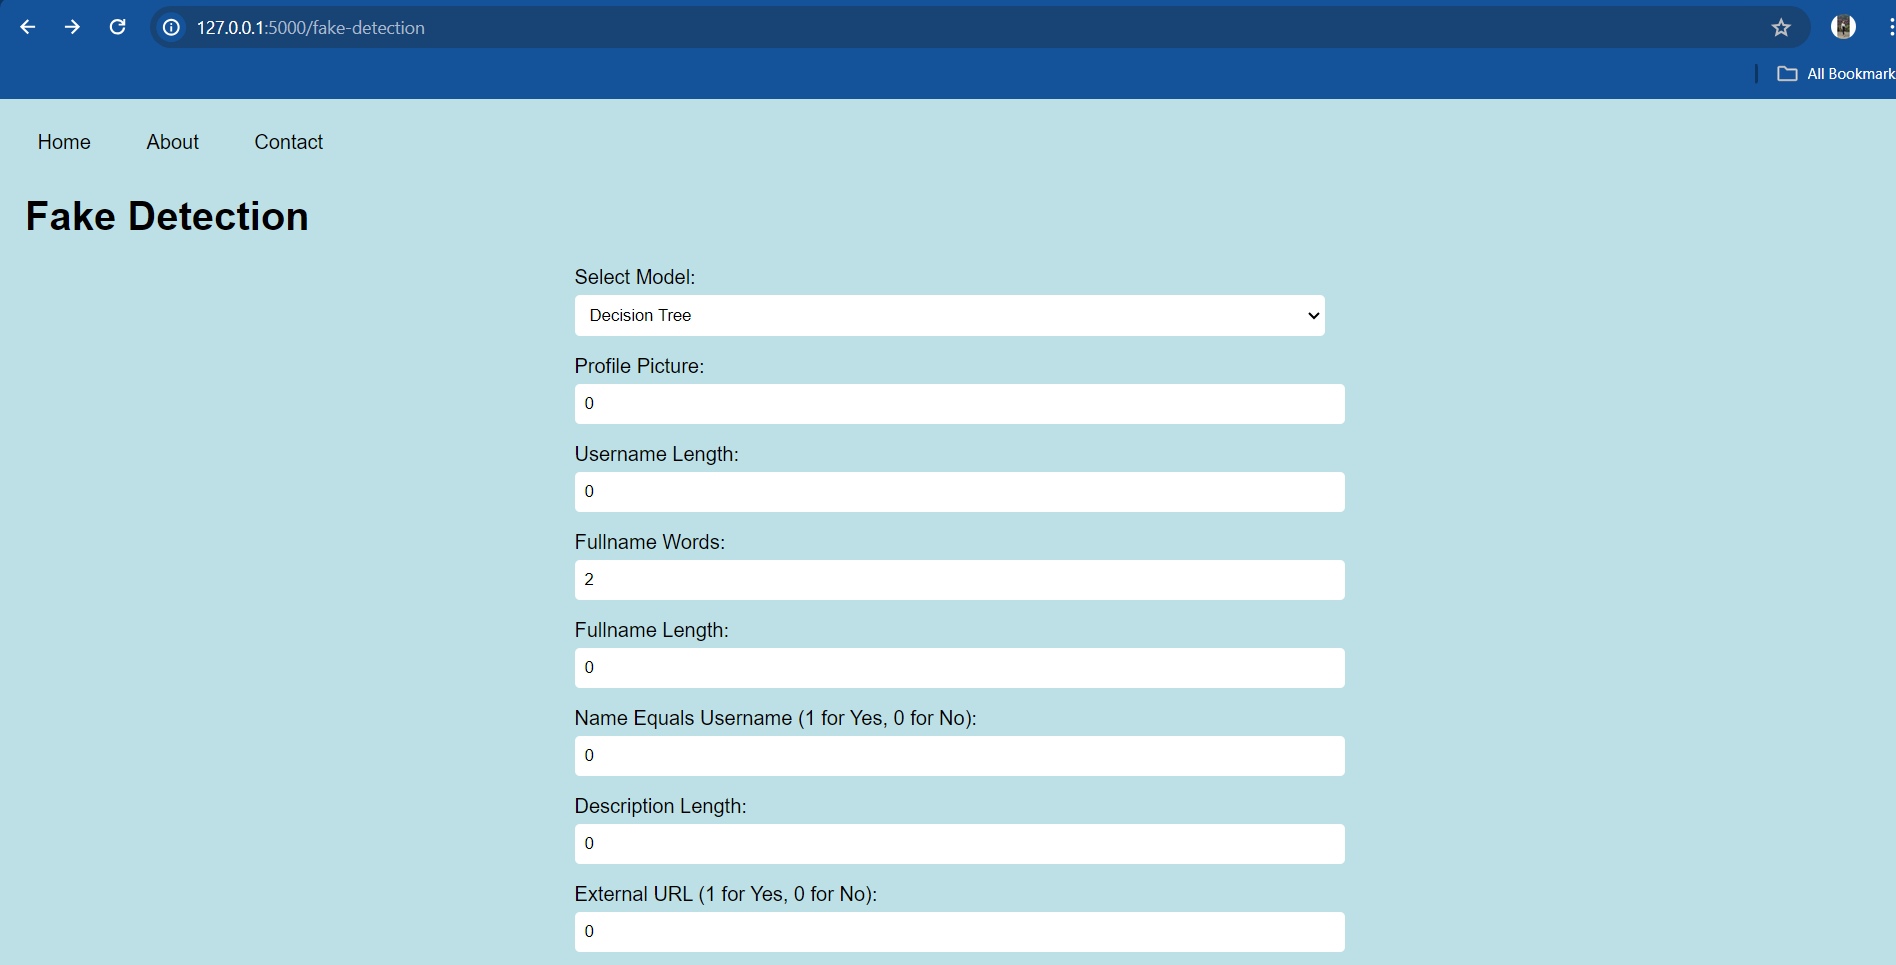 127.0.0.1:5000/fake-detection
All Bookmark
Home About Contact
Fake Detection
Select Model:
Decision Tree
Profile Picture:
0
Username Length:
0
Fullname Words:
2
Fullname Length:
0
Name Equals Username (1 for Yes, 0 for No):
0
Description Length:
0
External URL (1 for Yes, 0 for No):
0